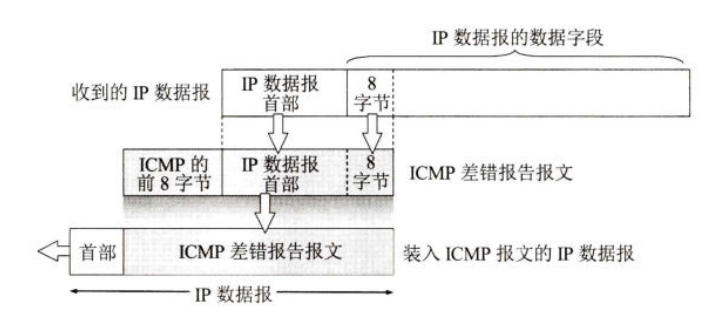 IP 数据报的数据字段
收到的 IP 数据报
IP 数据报
首部
8
字节
ICMP 的
前 8 字节
IP 数据报
首部
8
字节
ICMP 差错报告报文
首部
ICMP 差错报告报文
装入 ICMP 报文的 IP 数据报
IP 数据报